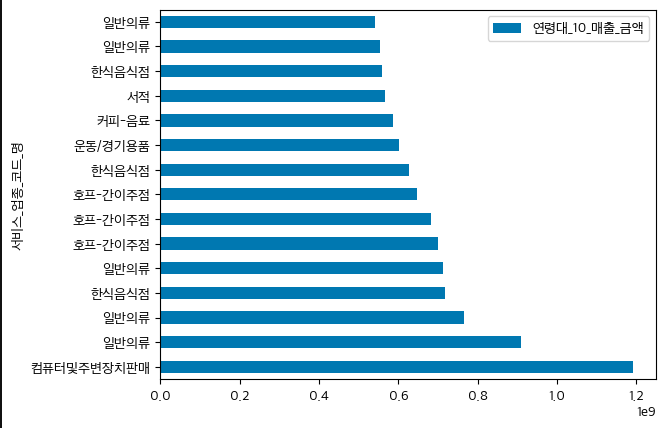 연령대_10_매출_금액
서비스_업종_코드_명
일반의류
일반의류
한식음식점
서적
커피-음료
운동/경기용품
한식음식점
호프-간이주점
호프-간이주점
호프-간이주점
일반의류
한식음식점
일반의류
일반의류
컴퓨터및주변장치판매
0.0 0.2 0.4 0.6 0.8 1.0 1.2
1e9